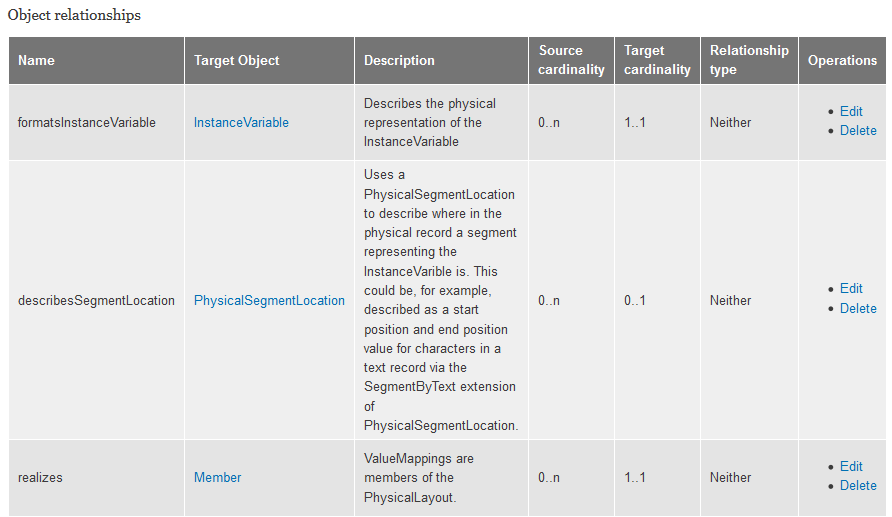 Object relationships
Name Target Object Description Source cardinality Target cardinality Relationship type Operations
formatsInstanceVariable InstanceVariable Describes the physical representation of the InstanceVariable 0..n 1..1 Neither Edit Delete
describesSegmentLocation PhysicalSegmentLocation Uses a PhysicalSegmentLocation to describe where in the physical record a segment representing the InstanceVarible is. This could be, for example, described as a start position and end position value for characters in a text record via the SegmentByText extension of PhysicalSegmentLocation. 0..n 0..1 Neither Edit Delete
realizes Member ValueMappings are members of the PhysicalLayout. 0..n 1..1 Neither Edit Delete